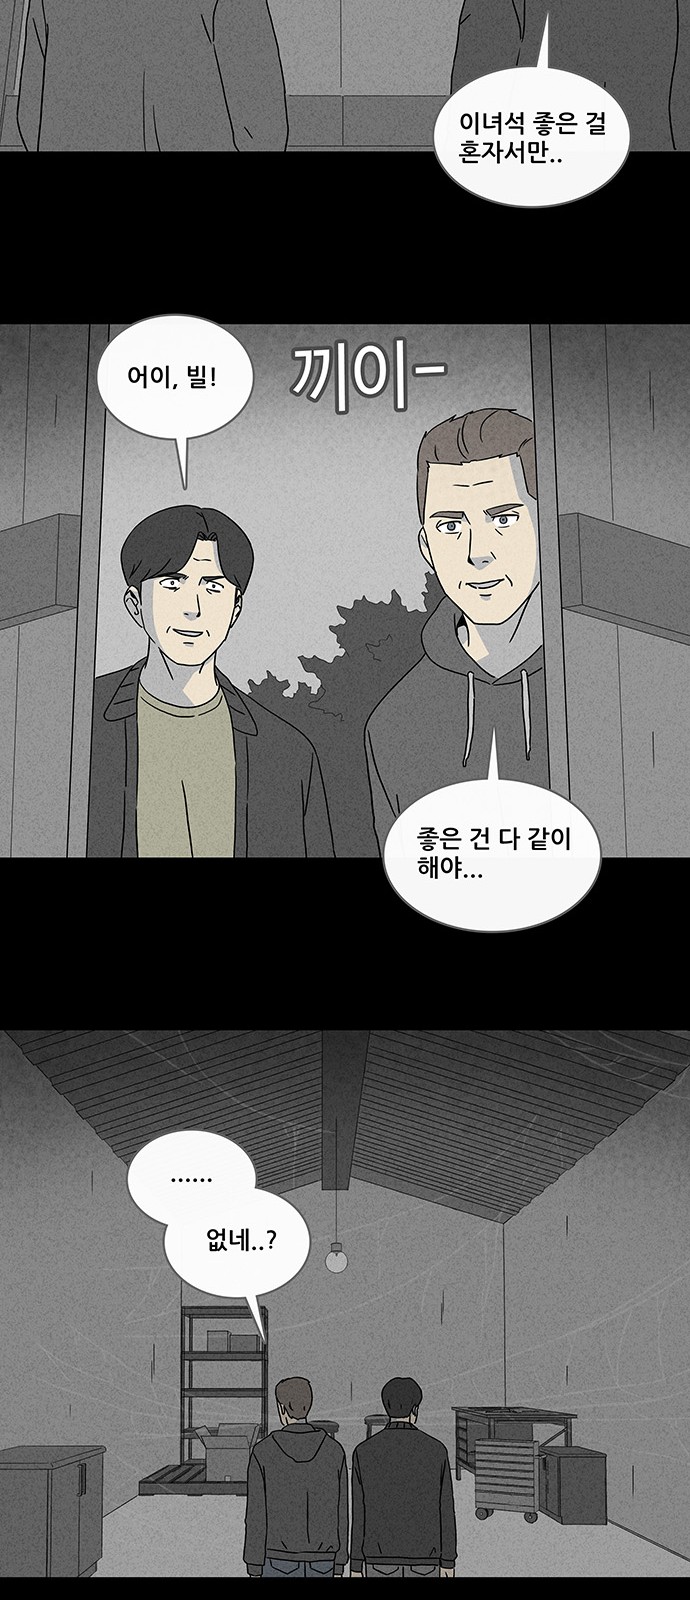 이녀석 좋은 걸
혼자서만..
어이, 빌!
끼이-
좋은 건 다 같이
해야...
......
없네..?